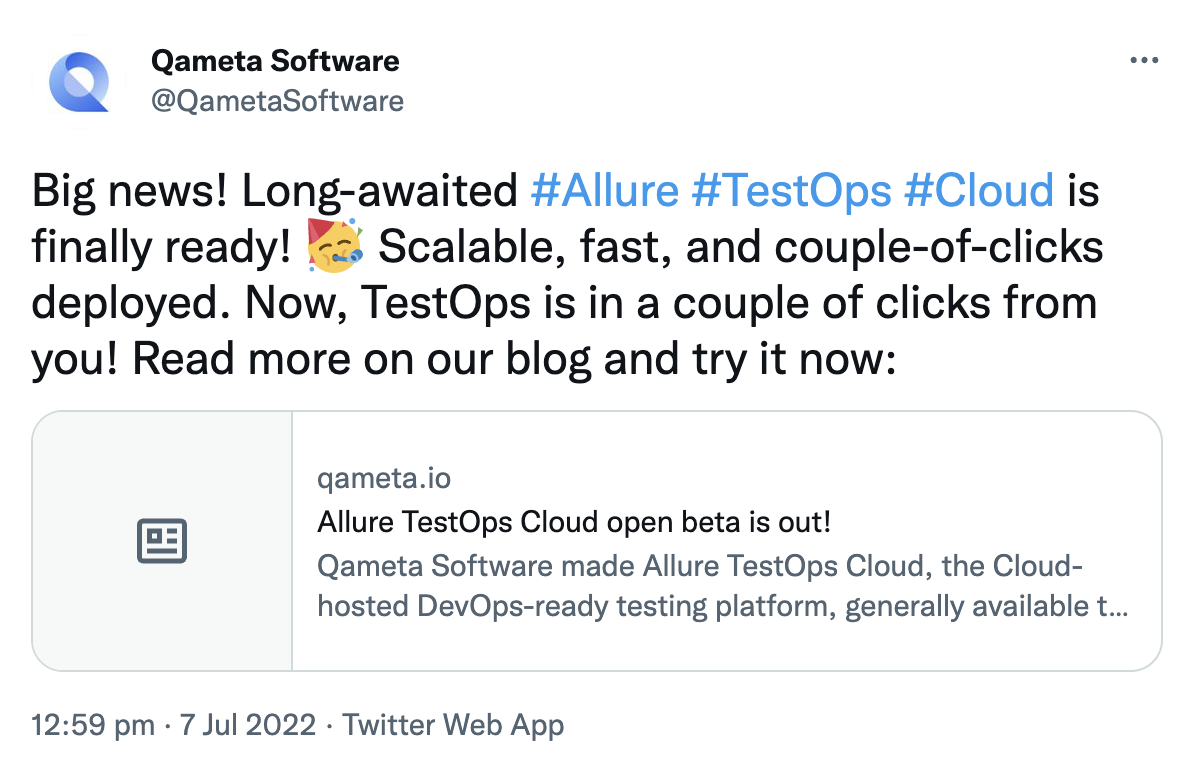 Qameta Software
@QametaSoftware
Big news! Long-awaited #Allure #TestOps #Cloud is
finally ready! 🥳 Scalable, fast, and couple-of-clicks
deployed. Now, TestOps is in a couple of clicks from
you! Read more on our blog and try it now:
qameta.io
Allure TestOps Cloud open beta is out!
Qameta Software made Allure TestOps Cloud, the Cloud-
hosted DevOps-ready testing platform, generally available t...
12:59 pm · 7 Jul 2022 · Twitter Web App